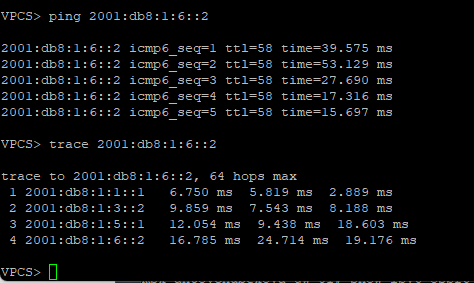 VPCS> ping 2001:db8:1:6::2
2001:db8:1:6::2 icmp6_seq=1 ttl=58 time=39.575 ms
2001:db8:1:6::2 icmp6_seq=2 ttl=58 time=53.129 ms
2001:db8:1:6::2 icmp6_seq=3 ttl=58 time=27.690 ms
2001:db8:1:6::2 icmp6_seq=4 ttl=58 time=17.316 ms
2001:db8:1:6::2 icmp6_seq=5 ttl=58 time=15.697 ms
VPCS> trace 2001:db8:1:6::2
trace to 2001:db8:1:6::2, 64 hops max
1 2001:db8:1:1::1 6.750 ms 5.819 ms 2.889 ms
2 2001:db8:1:3::2 9.859 ms 7.543 ms 8.188 ms
3 2001:db8:1:5::1 12.054 ms 9.438 ms 18.603 ms
4 2001:db8:1:6::2 16.785 ms 24.714 ms 19.176 ms
VPCS>